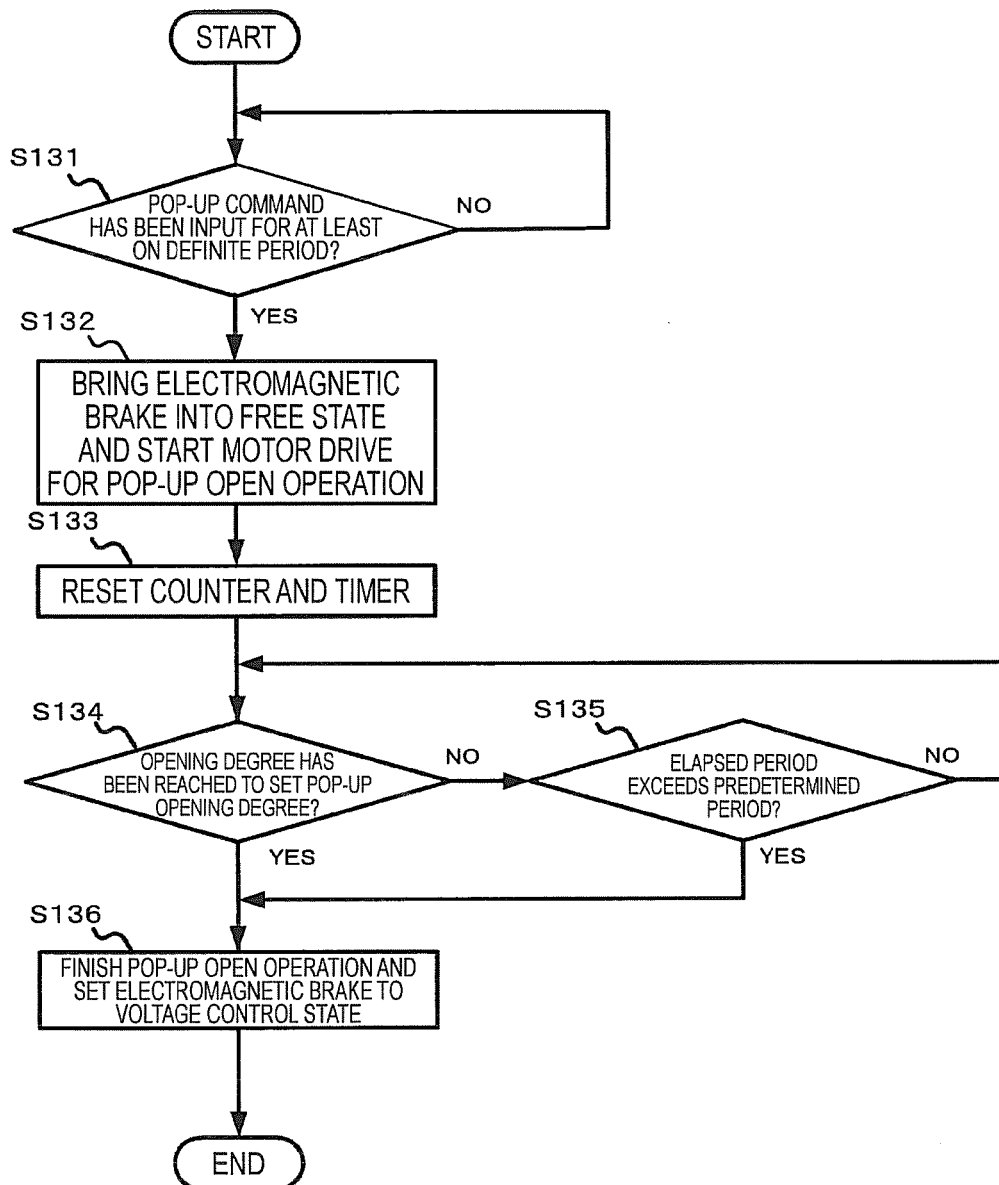 START
S131
POP-UP COMMAND
HAS BEEN INPUT FOR AT LEAST
ON DEFINITE PERIOD?
NO
YES
S132
BRING ELECTROMAGNETIC
BRAKE INTO FREE STATE
AND START MOTOR DRIVE
FOR POP-UP OPEN OPERATION
S133
RESET COUNTER AND TIMER
S134
OPENING DEGREE HAS
BEEN REACHED TO SET POP-UP
OPENING DEGREE?
NO
YES
S135
ELAPSED PERIOD
EXCEEDS PREDETERMINED
PERIOD?
NO
YES
S136
FINISH POP-UP OPEN OPERATION AND
SET ELECTROMAGNETIC BRAKE TO
VOLTAGE CONTROL STATE
END